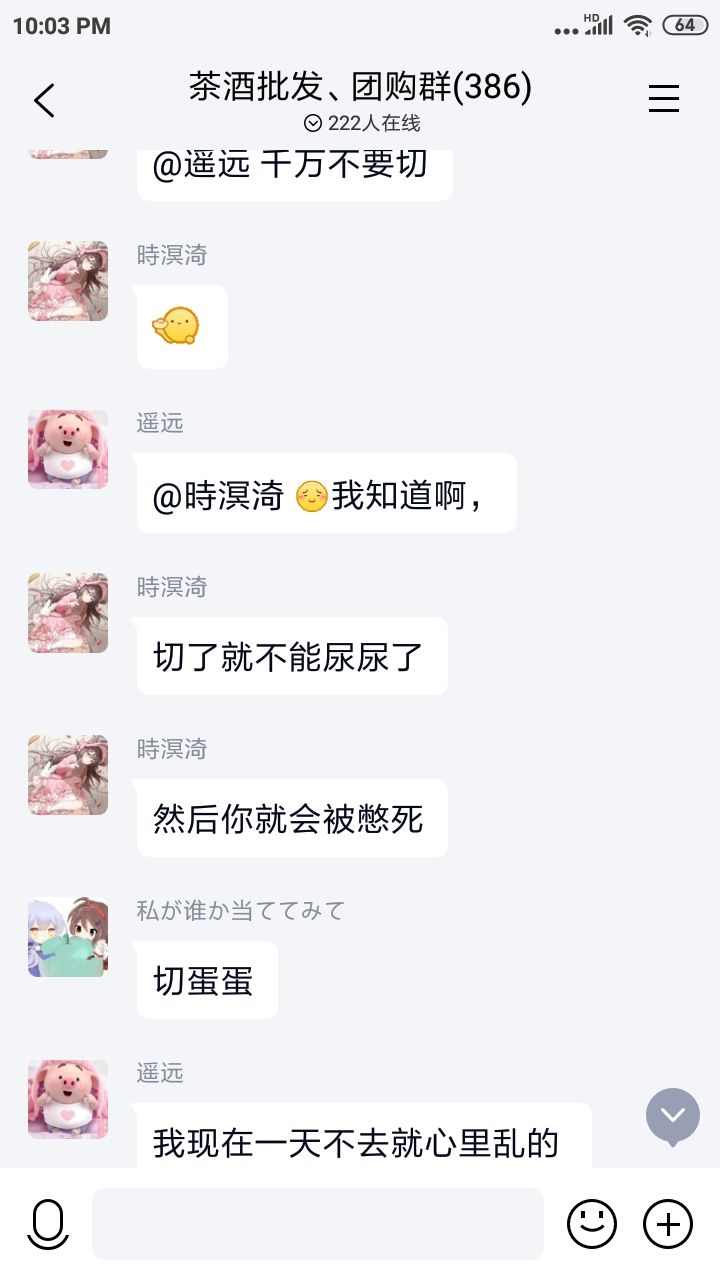 10:03 PM
HD
64
茶酒批发、团购群(386)
222人在线
@遥远 千万不要切
時溟渏
遥远
@時溟渏 我知道啊，
時溟渏
切了就不能尿尿了
時溟渏
然后你就会被憋死
私が谁か当ててみて
切蛋蛋
遥远
我现在一天不去就心里乱的